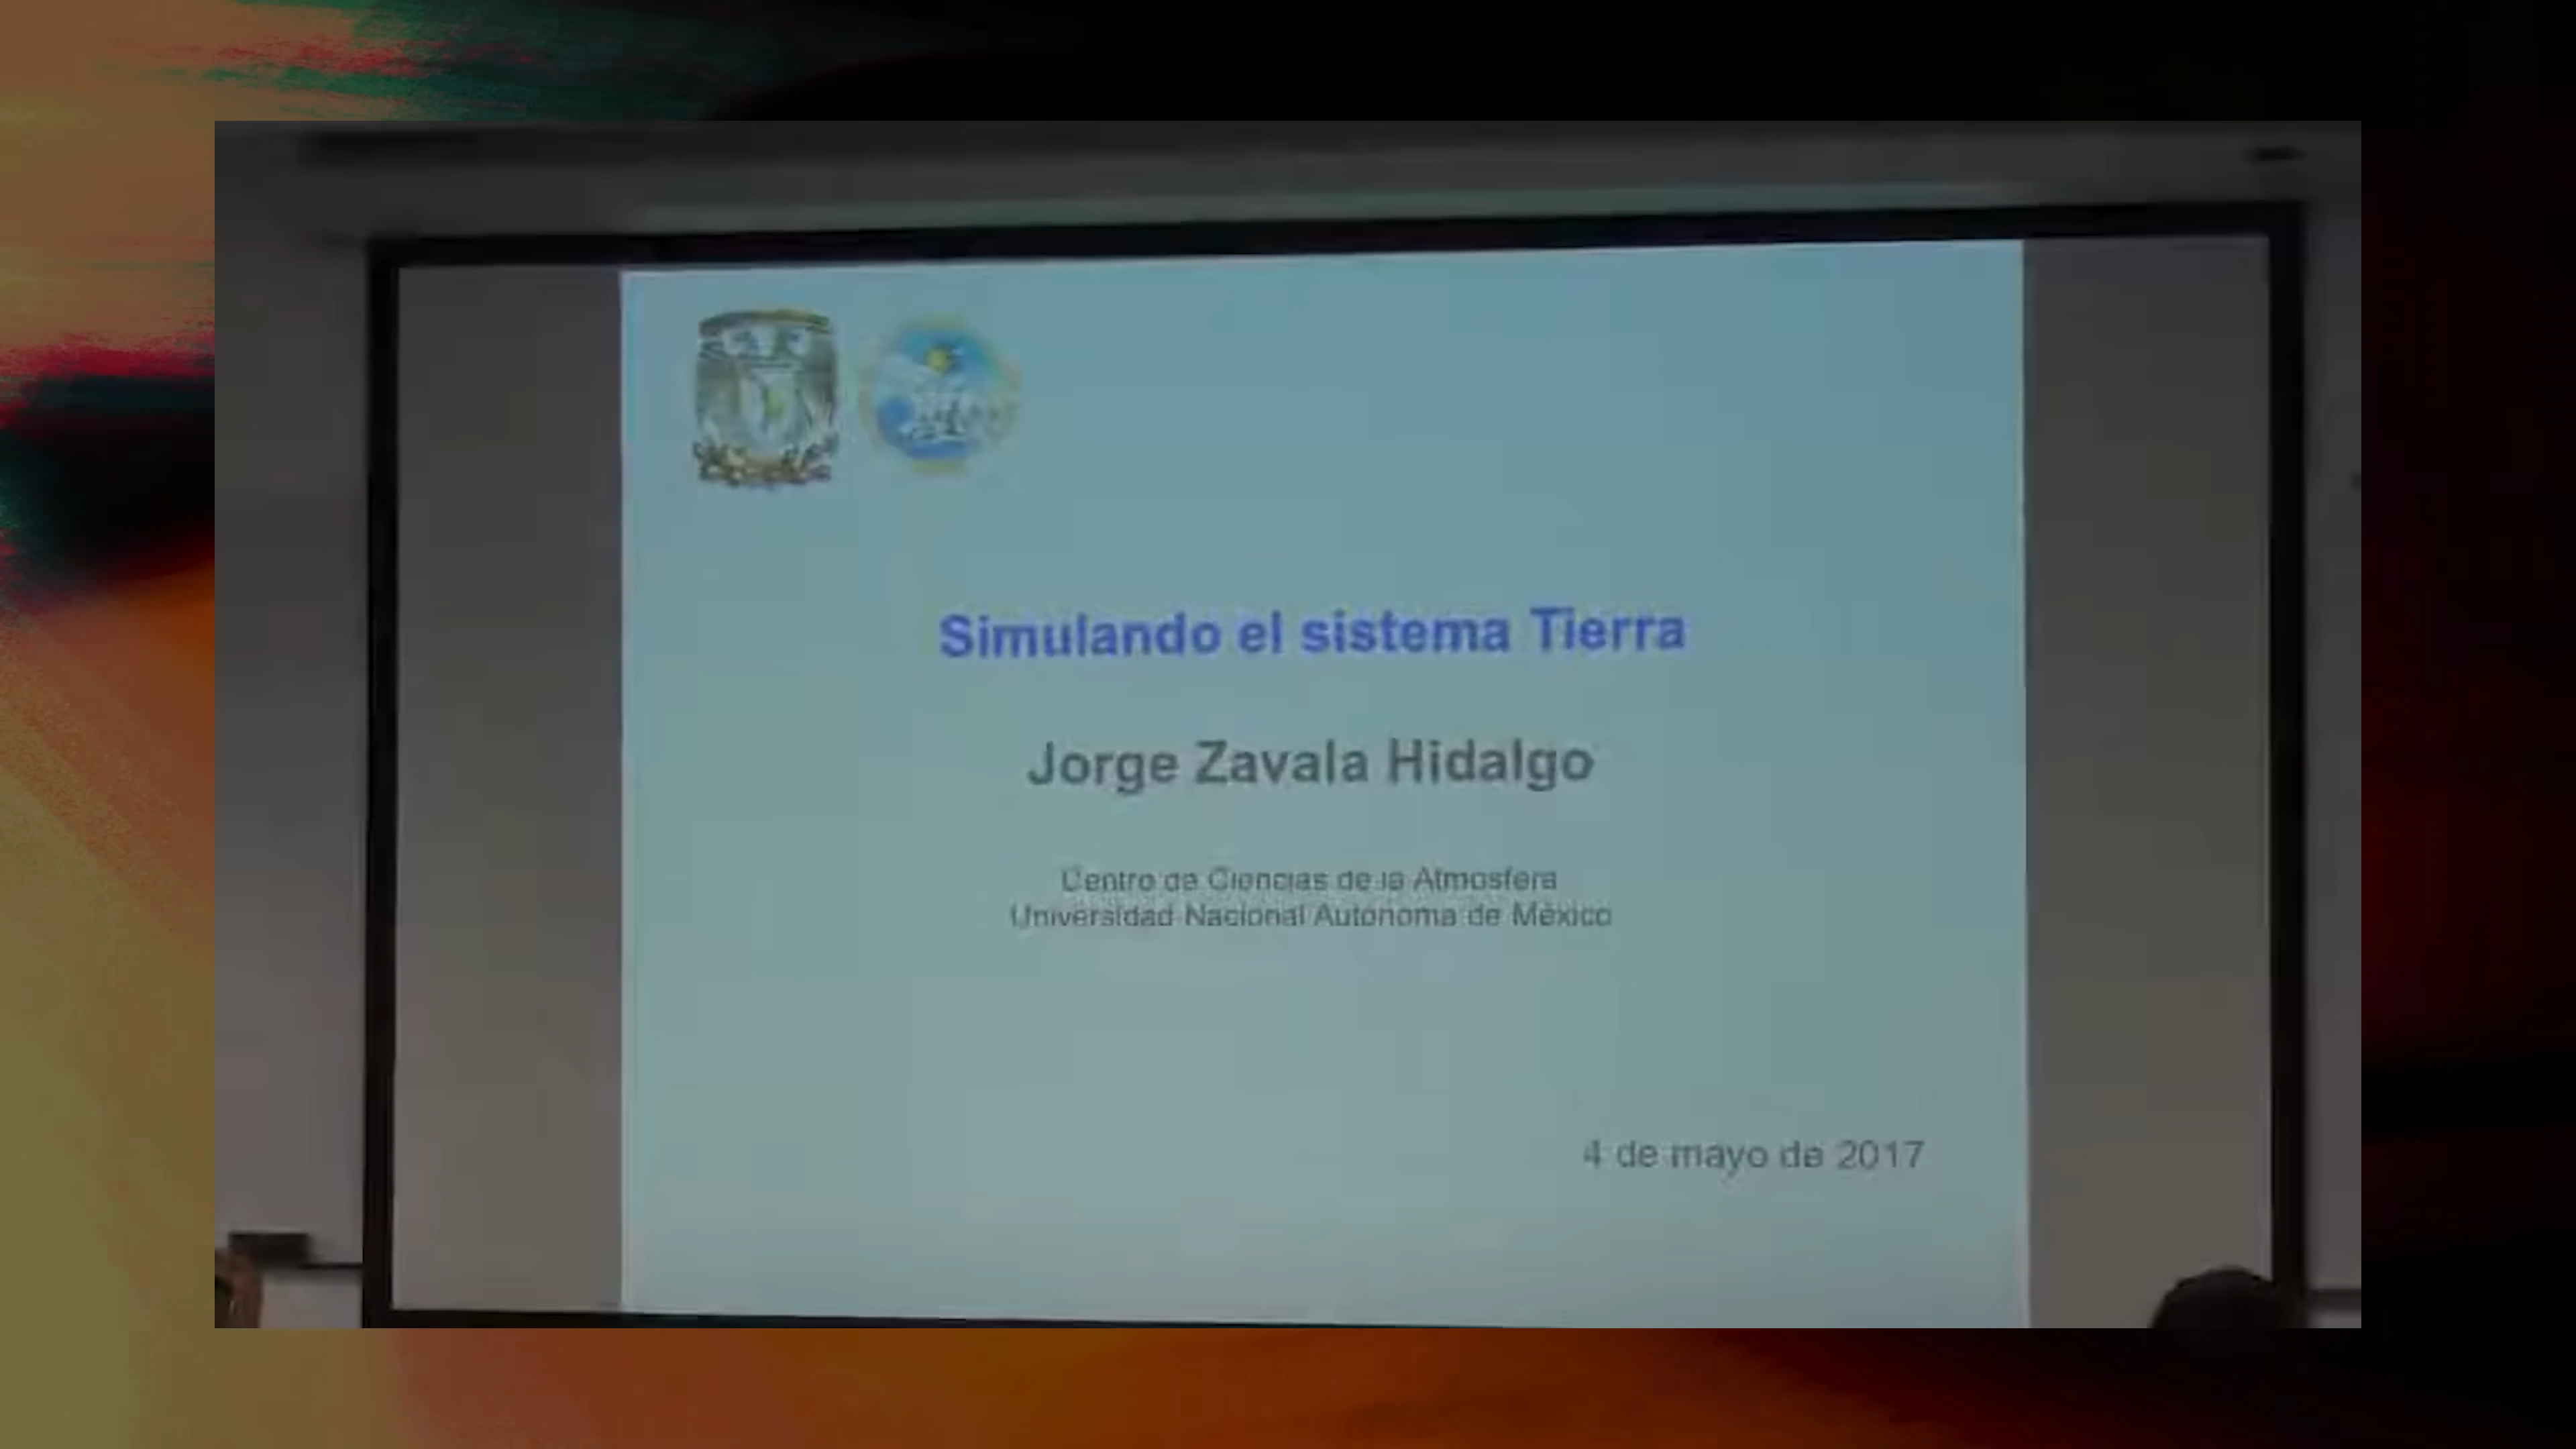 Simulando el sistema Tierra
Jorge Zavala Hidalgo
Centro de Ciencias de la Atmosfera
Universidad Nacional Autónoma de México
4 de mayo de 2017